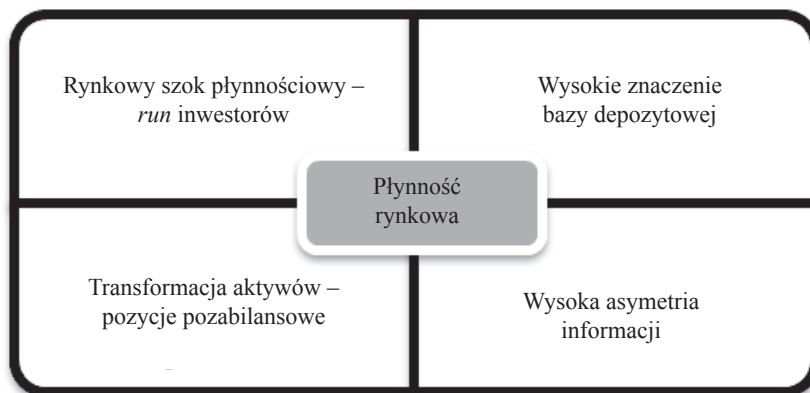 Rynkowy szok płynnościowy –
run inwestorów
Wysokie znaczenie
bazy depozytowej
Płynność
rynkowa
Transformacja aktywów –
pozycje pozabilansowe
Wysoka asymetria
informacji